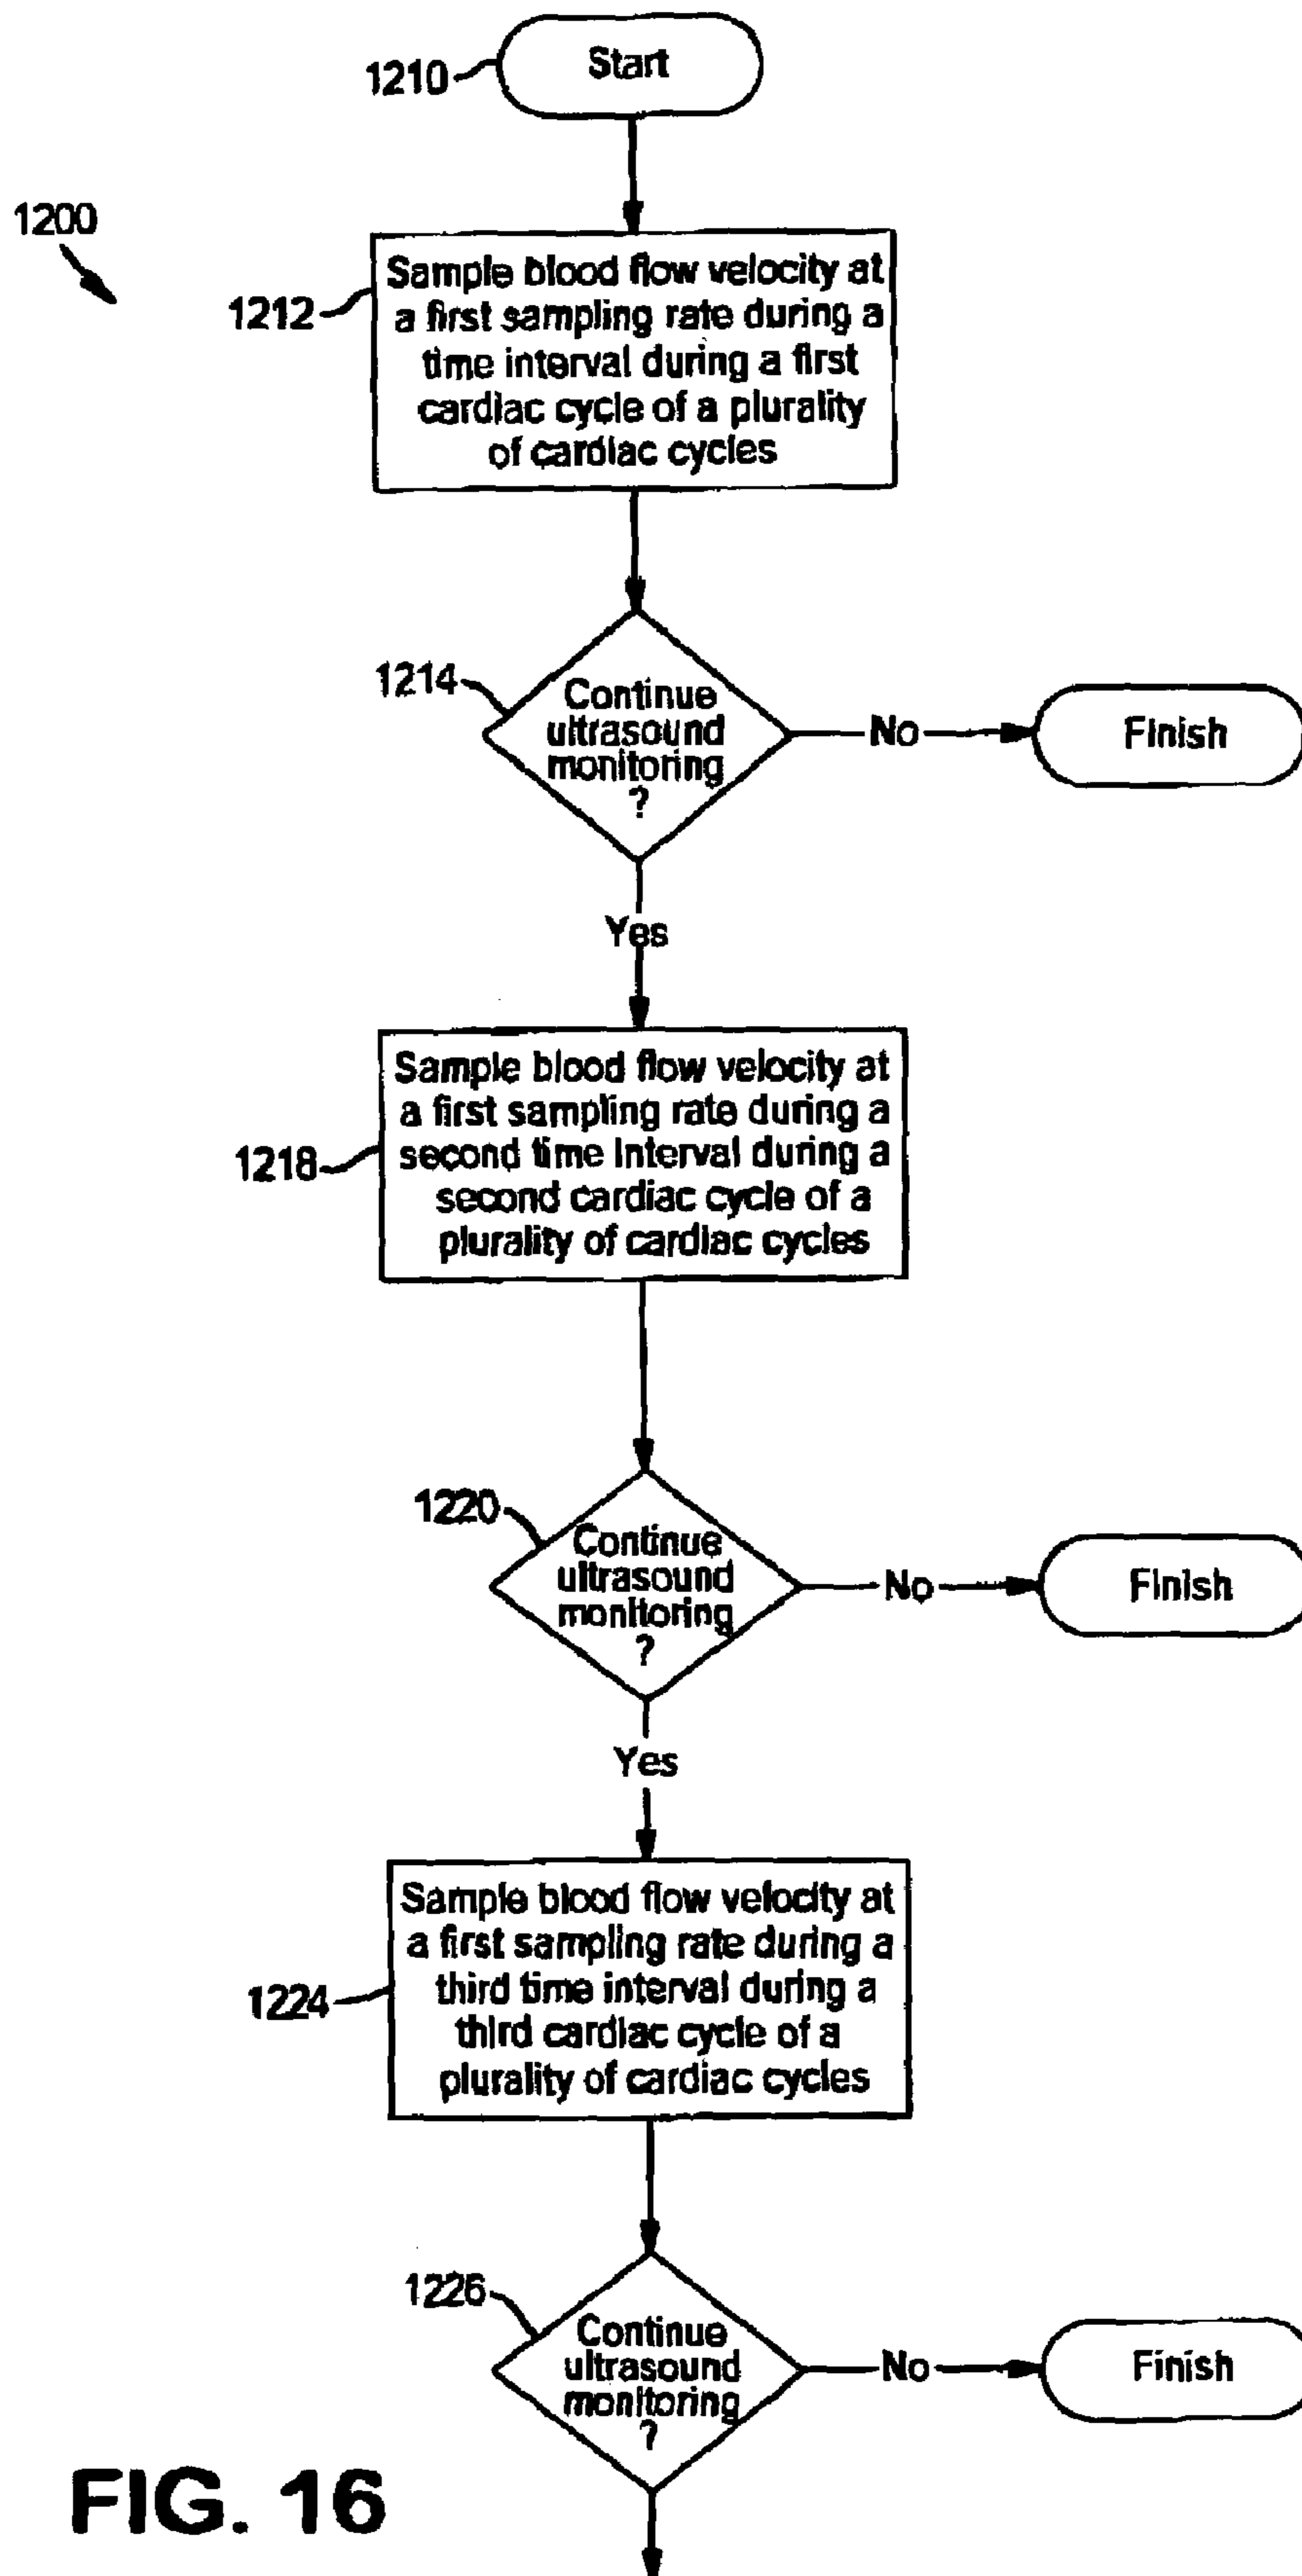 1210
Start
1200
1212
Sample blood flow velocity at
a first sampling rate during a
time interval during a first
cardiac cycle of a plurality
of cardiac cycles
1214
Continue
ultrasound
monitoring
?
No
Finish
Yes
1218
Sample blood flow velocity at
a first sampling rate during a
second time interval during a
second cardiac cycle of a
plurality of cardiac cycles
1220
Continue
ultrasound
monitoring
?
No
Finish
Yes
1224
Sample blood flow velocity at
a first sampling rate during a
third time interval during a
third cardiac cycle of a
plurality of cardiac cycles
1226
Continue
ultrasound
monitoring
?
No
Finish
FIG. 16